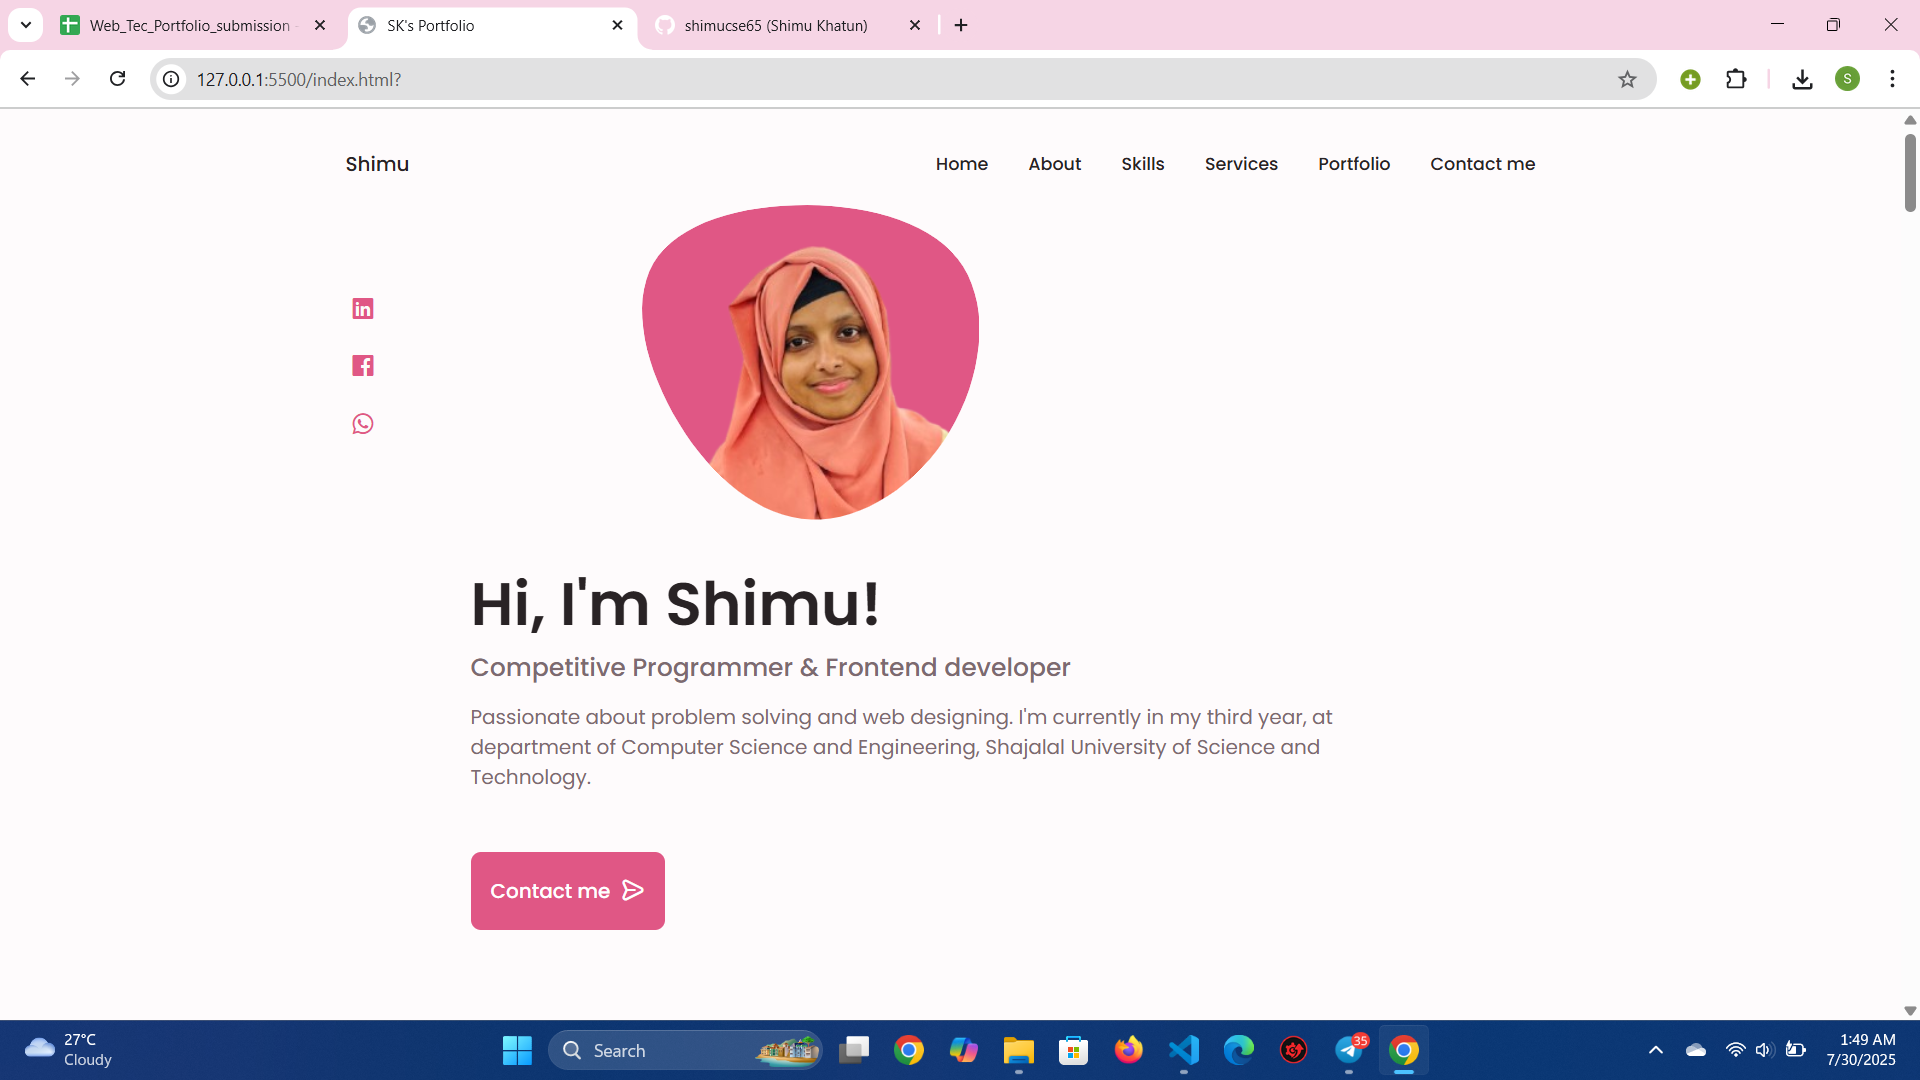 Web_Tec_Portfolio_submission
SK's Portfolio
shimucse65 (Shimu Khatun)
127.0.0.1:5500/index.html?
S
Shimu
Home
About
Skills
Services
Portfolio
Contact me
in
Hi, I'm Shimu!
Competitive Programmer & Frontend developer
Passionate about problem solving and web designing. I'm currently in my third year, at
department of Computer Science and Engineering, Shajalal University of Science and
Technology.
Contact me
27°C
Cloudy
Search
35
1:49 AM
7/30/2025